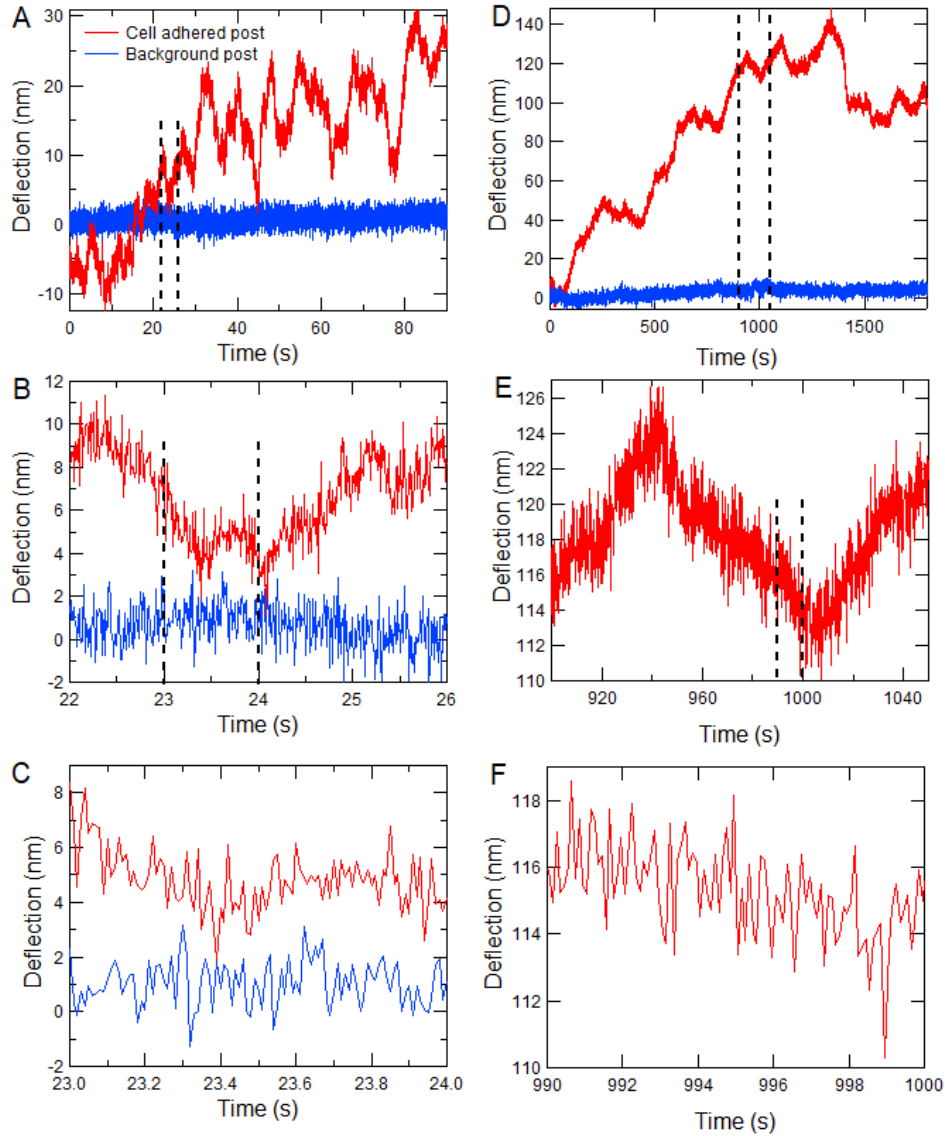 A
Cell adhered post
Background post
Deflection (nm)
30
20
10
0
-10
0 20 40 60 80
Time (s)
D
Deflection (nm)
140
120
100
80
60
40
20
0
0 500 1000 1500
Time (s)
B
Deflection (nm)
12
10
8
6
4
2
0
-2
22 23 24 25 26
Time (s)
E
Deflection (nm)
126
124
122
120
118
116
114
112
110
920 960 1000 1040
Time (s)
C
Deflection (nm)
8
6
4
2
0
-2
23.0 23.2 23.4 23.6 23.8 24.0
Time (s)
F
Deflection (nm)
118
116
114
112
110
990 992 994 996 998 1000
Time (s)